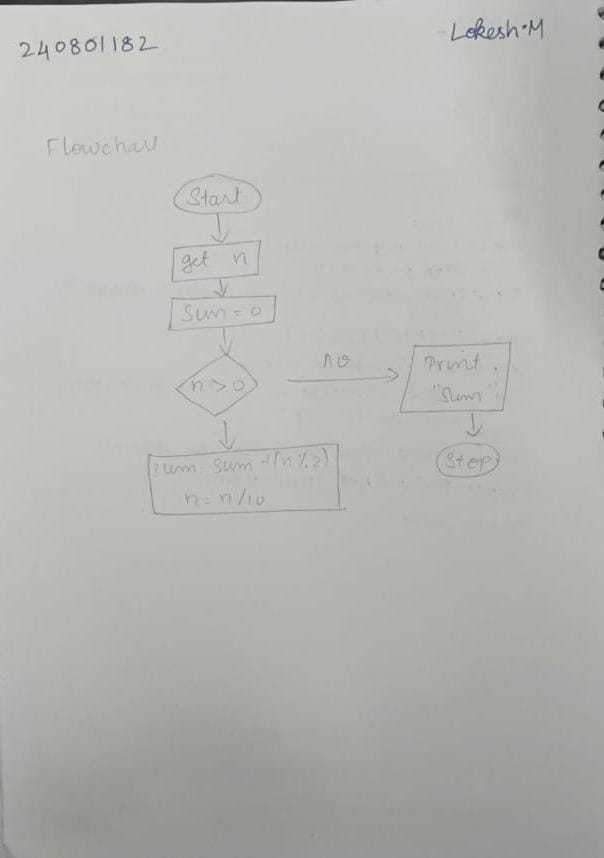 240801182
Lokesh.M
Flowchart
Start
get n
Sum = 0
n > 0
no
Print
"Sum"
Stop
sum = sum + (n % 2)
n = n / 10